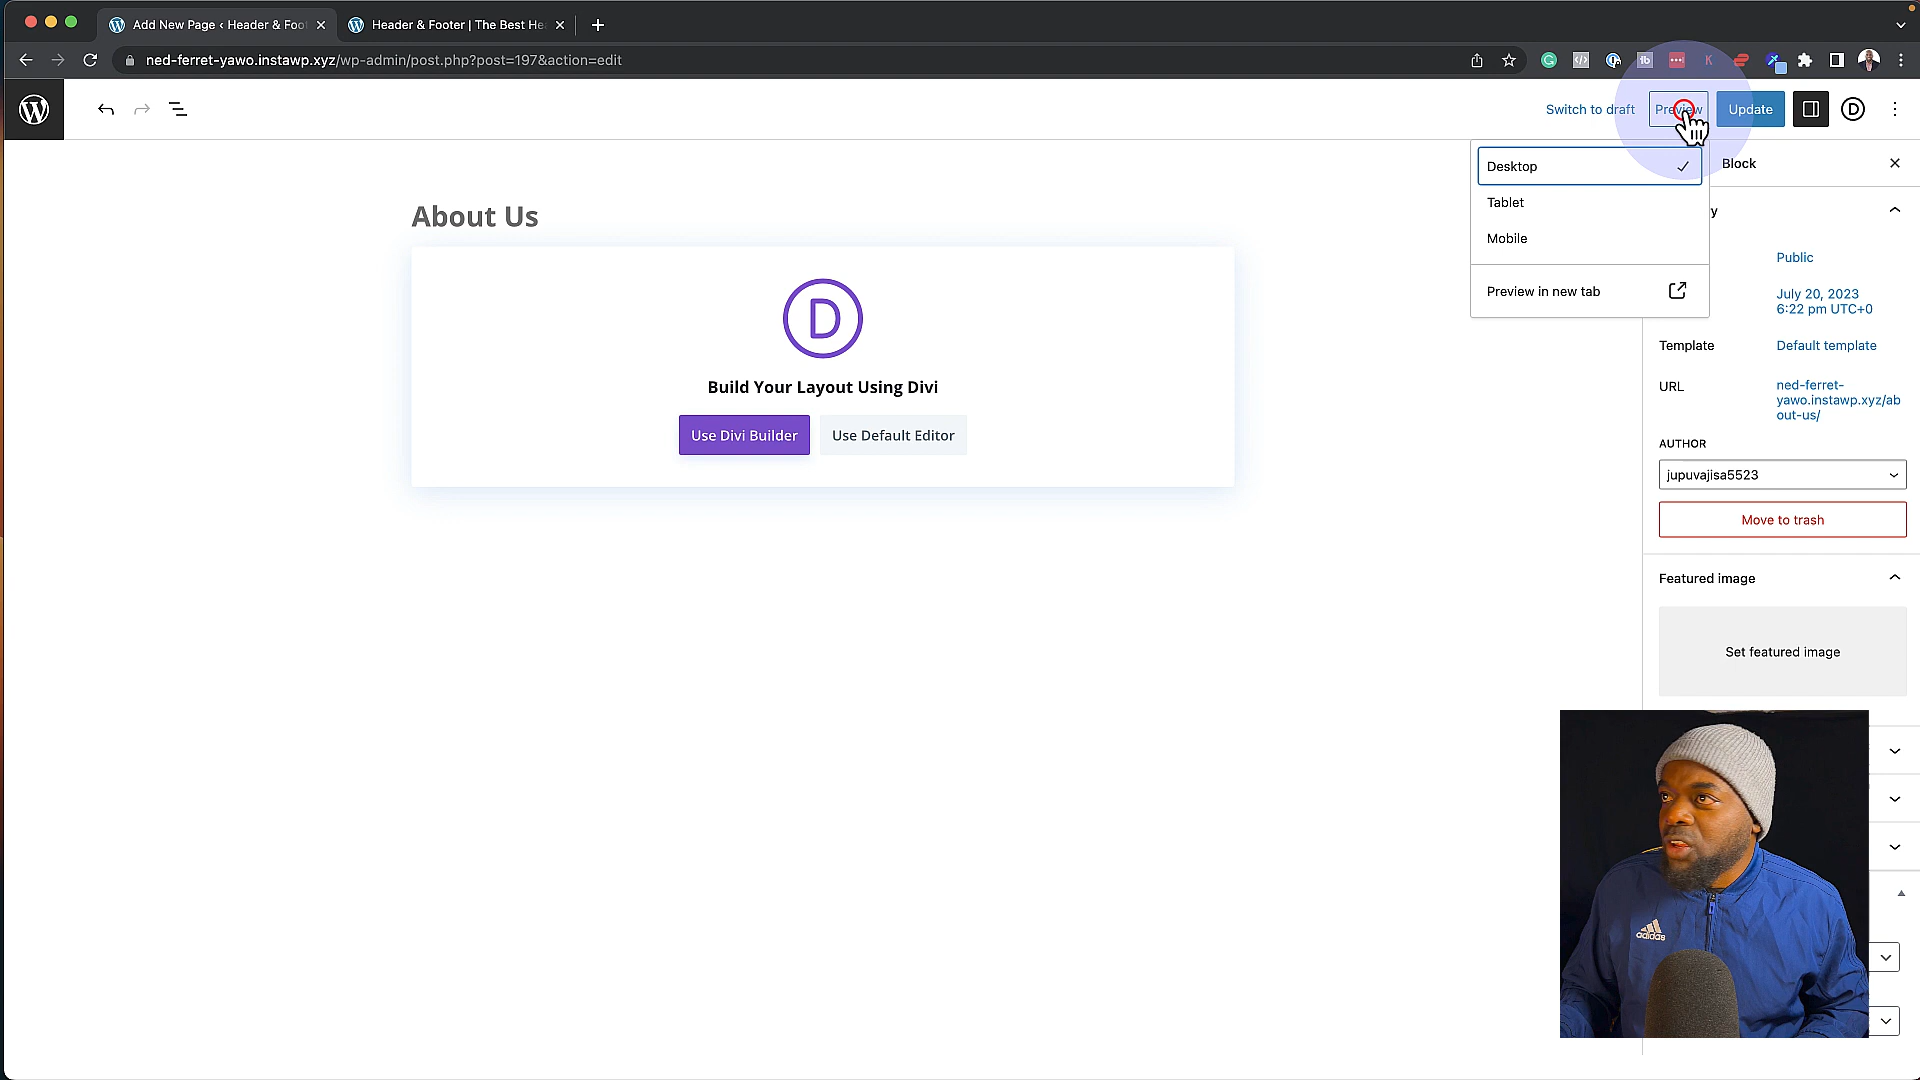 Add New Page ‹ Header & Foo
Header & Footer | The Best He
ned-ferret-yawo.instawp.xyz/wp-admin/post.php?post=197&action=edit
Switch to draft
Preview
Update
Desktop
Tablet
Mobile
Preview in new tab
Block
y
Public
July 20, 2023
6:22 pm UTC+0
Template
Default template
URL
ned-ferret-
yawo.instawp.xyz/ab
out-us/
AUTHOR
jupuvajisa5523
Move to trash
Featured image
Set featured image
About Us
D
Build Your Layout Using Divi
Use Divi Builder
Use Default Editor
adidas